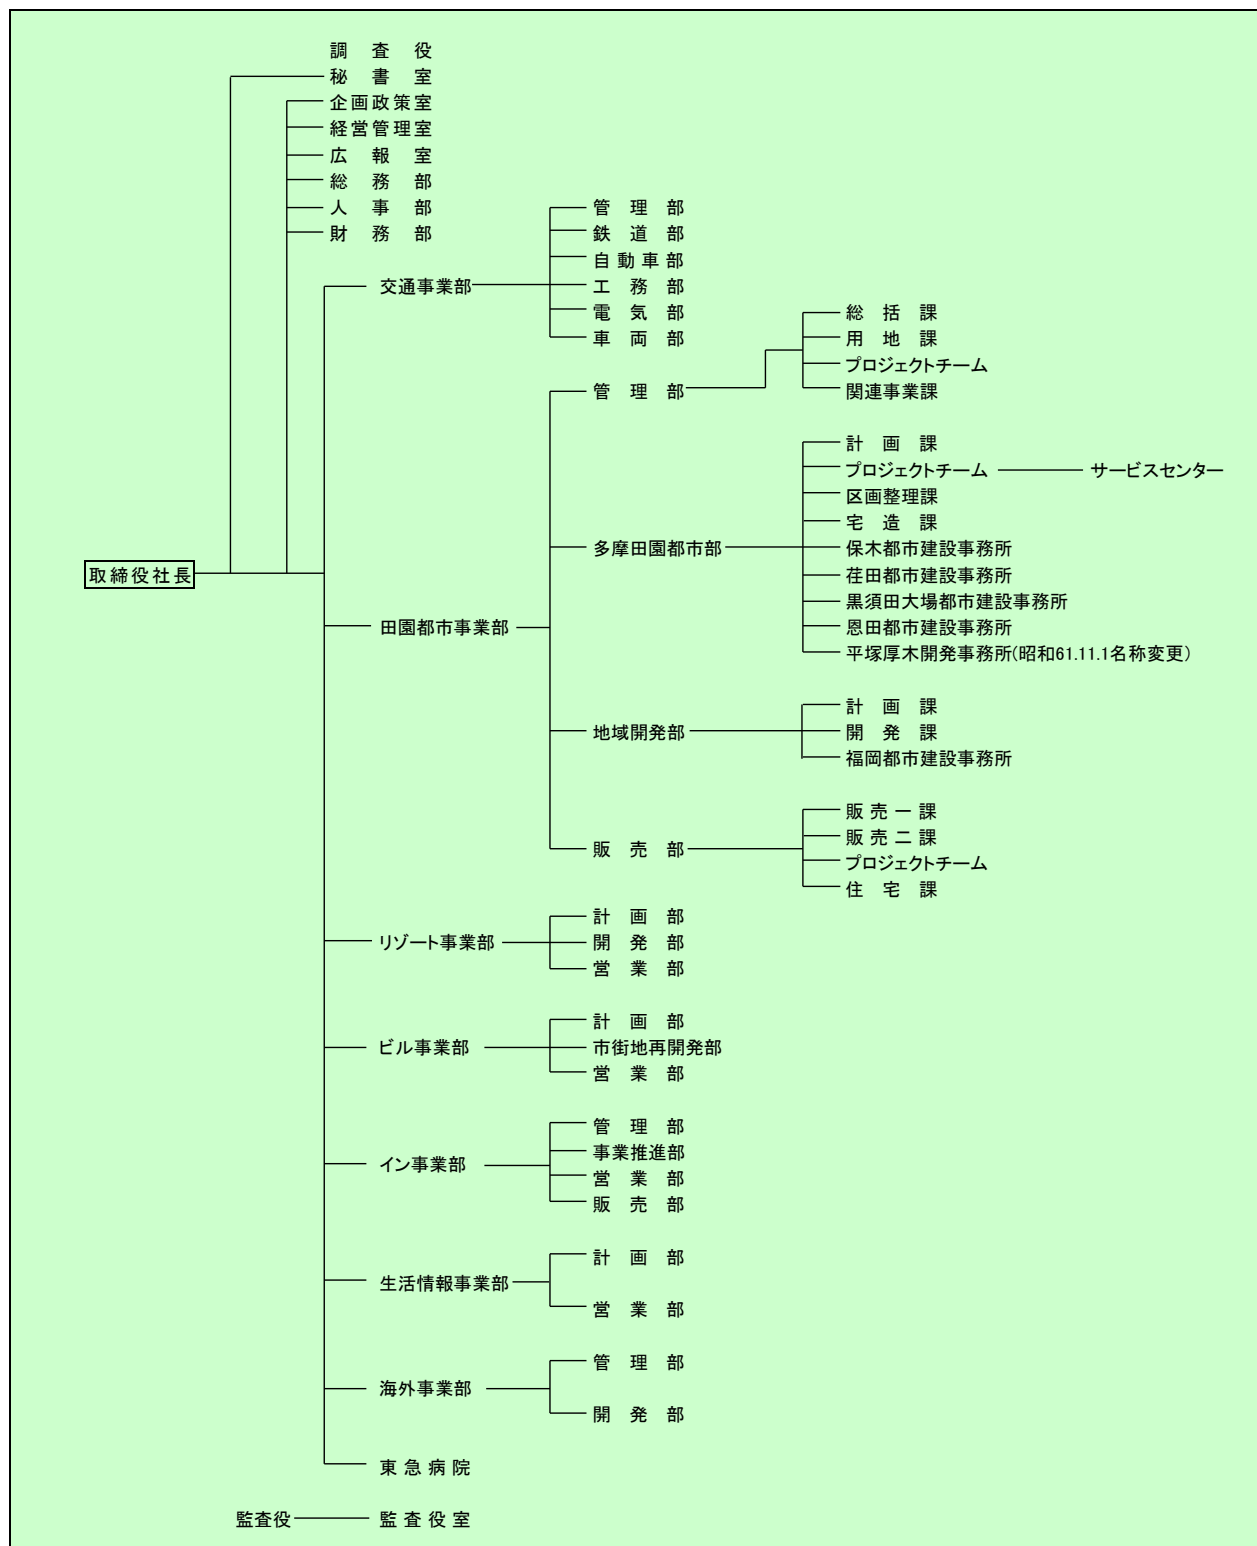 調査役
秘書室
企画政策室
経営管理室
広報室
総務部
人事部
財務部
交通事業部
管理部
鉄道部
自動車部
工務部
電気部
車両部
取締役社長
田園都市事業部
管理部
総括課
用地課
プロジェクトチーム
関連事業課
多摩田園都市部
計画課
プロジェクトチーム サービスセンター
区画整理課
宅造課
保木都市建設事務所
荏田都市建設事務所
黒須田大場都市建設事務所
恩田都市建設事務所
平塚厚木開発事務所(昭和61.11.1名称変更)
地域開発部
計画課
開発課
福岡都市建設事務所
販売部
販売一課
販売二課
プロジェクトチーム
住宅課
リゾート事業部
計画部
開発部
営業部
ビル事業部
計画部
市街地再開発部
営業部
イン事業部
管理部
事業推進部
営業部
販売部
生活情報事業部
計画部
営業部
海外事業部
管理部
開発部
東急病院
監査役 監査役室